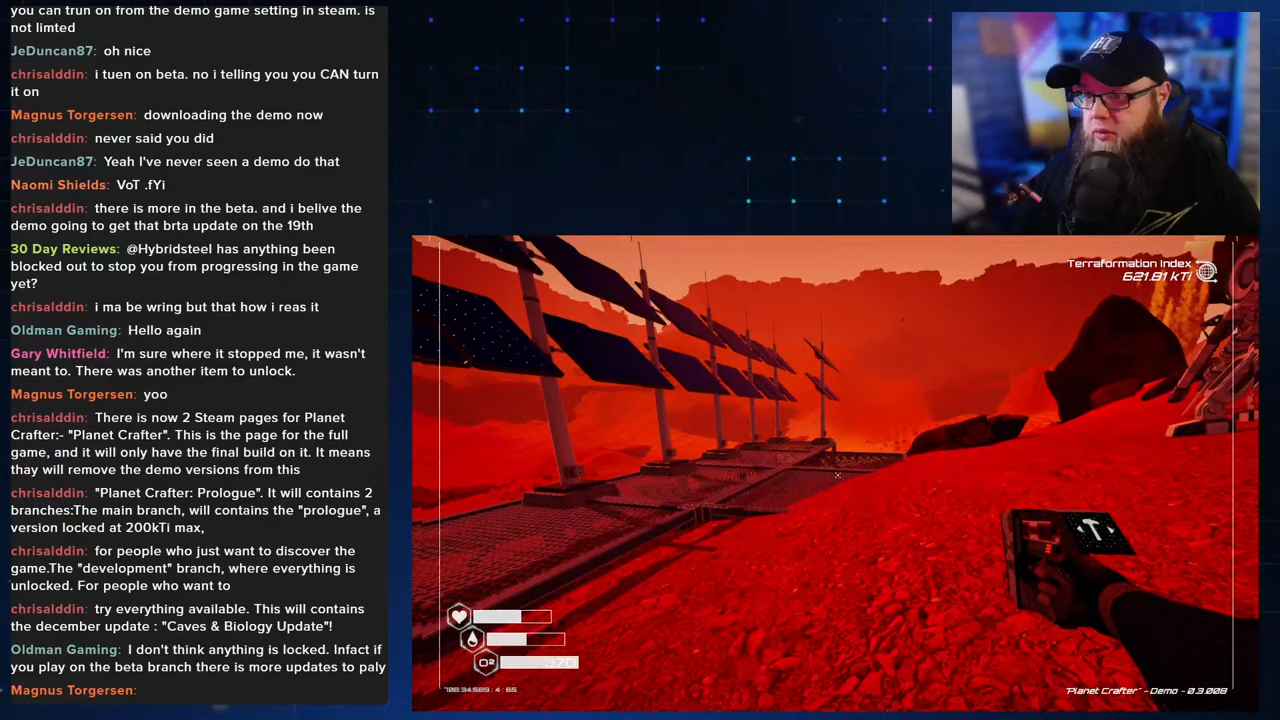 you can trun on from the demo game setting in steam. is
not limted
JeDuncan87: oh nice
chrisalddin: i tuen on beta. no i telling you you CAN turn
it on
Magnus Torgersen: downloading the demo now
chrisalddin: never said you did
JeDuncan87: Yeah I've never seen a demo do that
Naomi Shields: VoT .fYi
chrisalddin: there is more in the beta. and i belive the
demo going to get that brta update on the 19th
30 Day Reviews: @Hybridsteel has anything been
blocked out to stop you from progressing in the game
yet?
chrisalddin: i ma be wring but that how i reas it
Oldman Gaming: Hello again
Gary Whitfield: I'm sure where it stopped me, it wasn't
meant to. There was another item to unlock.
Magnus Torgersen: yoo
chrisalddin: There is now 2 Steam pages for Planet
Crafter:- "Planet Crafter". This is the page for the full
game, and it will only have the final build on it. It means
thay will remove the demo versions from this
chrisalddin: "Planet Crafter: Prologue". It will contains 2
branches:The main branch, will contains the "prologue", a
version locked at 200kTi max,
chrisalddin: for people who just want to discover the
game.The "development" branch, where everything is
unlocked. For people who want to
chrisalddin: try everything available. This will contains
the december update : "Caves & Biology Update"!
Oldman Gaming: I don't think anything is locked. Infact if
you play on the beta branch there is more updates to paly
Magnus Torgersen:
Terraformation Index
621.81 kTi
O²
370
"Planet Crafter" - Demo - 0.3.008